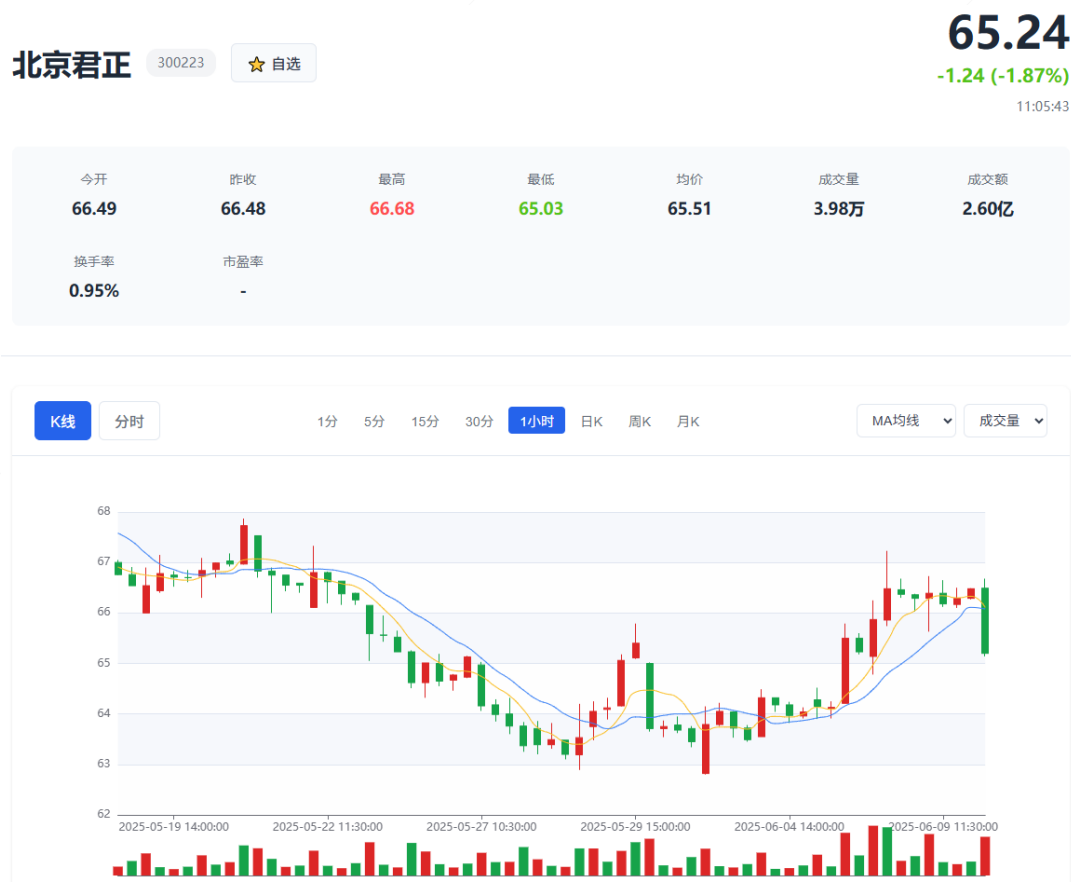 北京君正 300223 自选
65.24
-1.24 (-1.87%)
11:05:43
今开 昨收 最高 最低 均价 成交量 成交额
66.49 66.48 66.68 65.03 65.51 3.98万 2.60亿
换手率 市盈率
0.95% -
K线 分时 1分 5分 15分 30分 1小时 日K 周K 月K MA均线 成交量
68
67
66
65
64
63
62
2025-05-19 14:00:00 2025-05-22 11:30:00 2025-05-27 10:30:00 2025-05-29 15:00:00 2025-06-04 14:00:00 2025-06-09 11:30:00